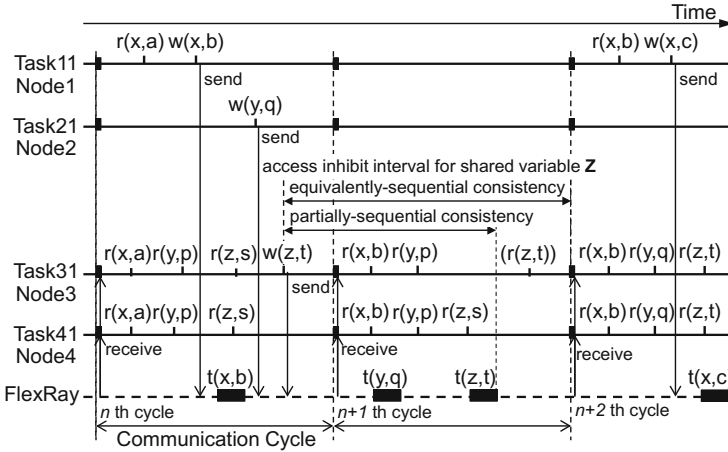 Time
r(x,a) w(x,b) r(x,b) w(x,c)
Task11
Node1
send send
w(y,q)
Task21
Node2
send
access inhibit interval for shared variable Z
equivalently-sequential consistency
partially-sequential consistency
r(x,a) r(y,p) r(z,s) w(z,t) r(x,b) r(y,p) (r(z,t)) r(x,b) r(y,q) r(z,t)
Task31
Node3
send
r(x,a) r(y,p) r(z,s) r(x,b) r(y,p) r(z,s) r(x,b) r(y,q) r(z,t)
Task41
Node4
receive receive receive
t(x,b) t(y,q) t(z,t) t(x,c
FlexRay
n th cycle n+1 th cycle n+2 th cycle
Communication Cycle